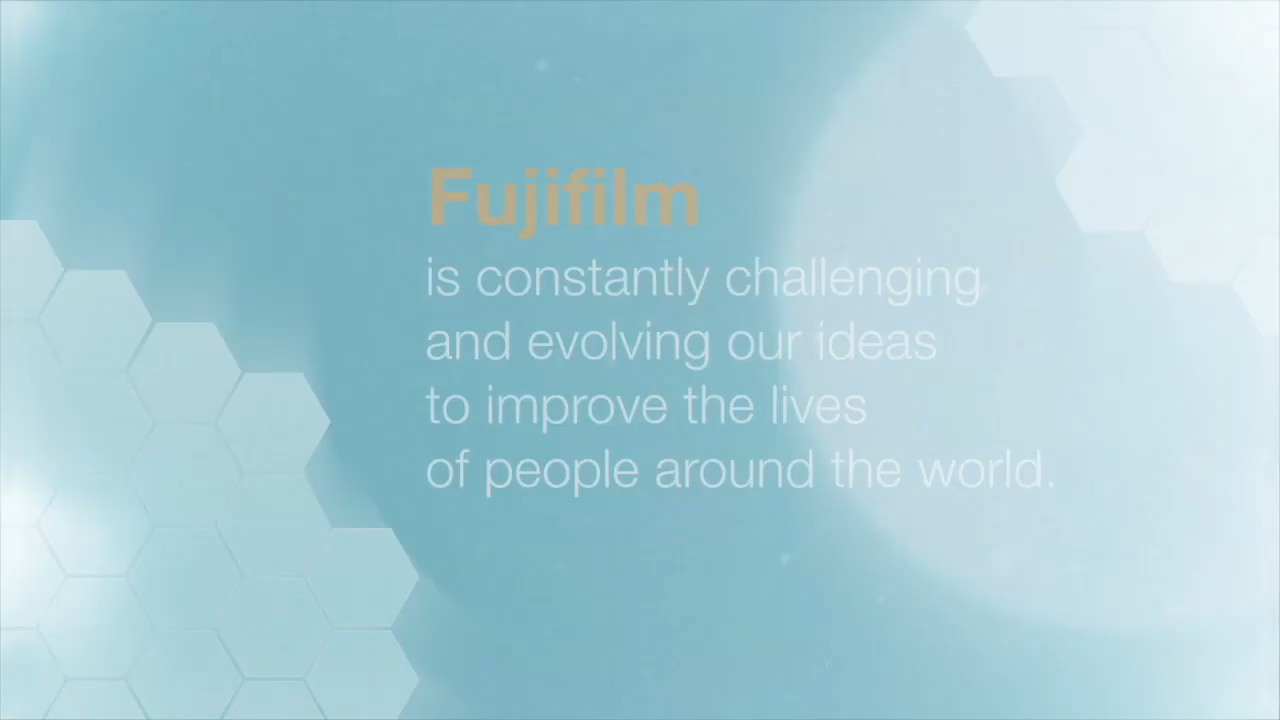 Fujifilm
is constantly challenging
and evolving our ideas
to improve the lives
of people around the world.